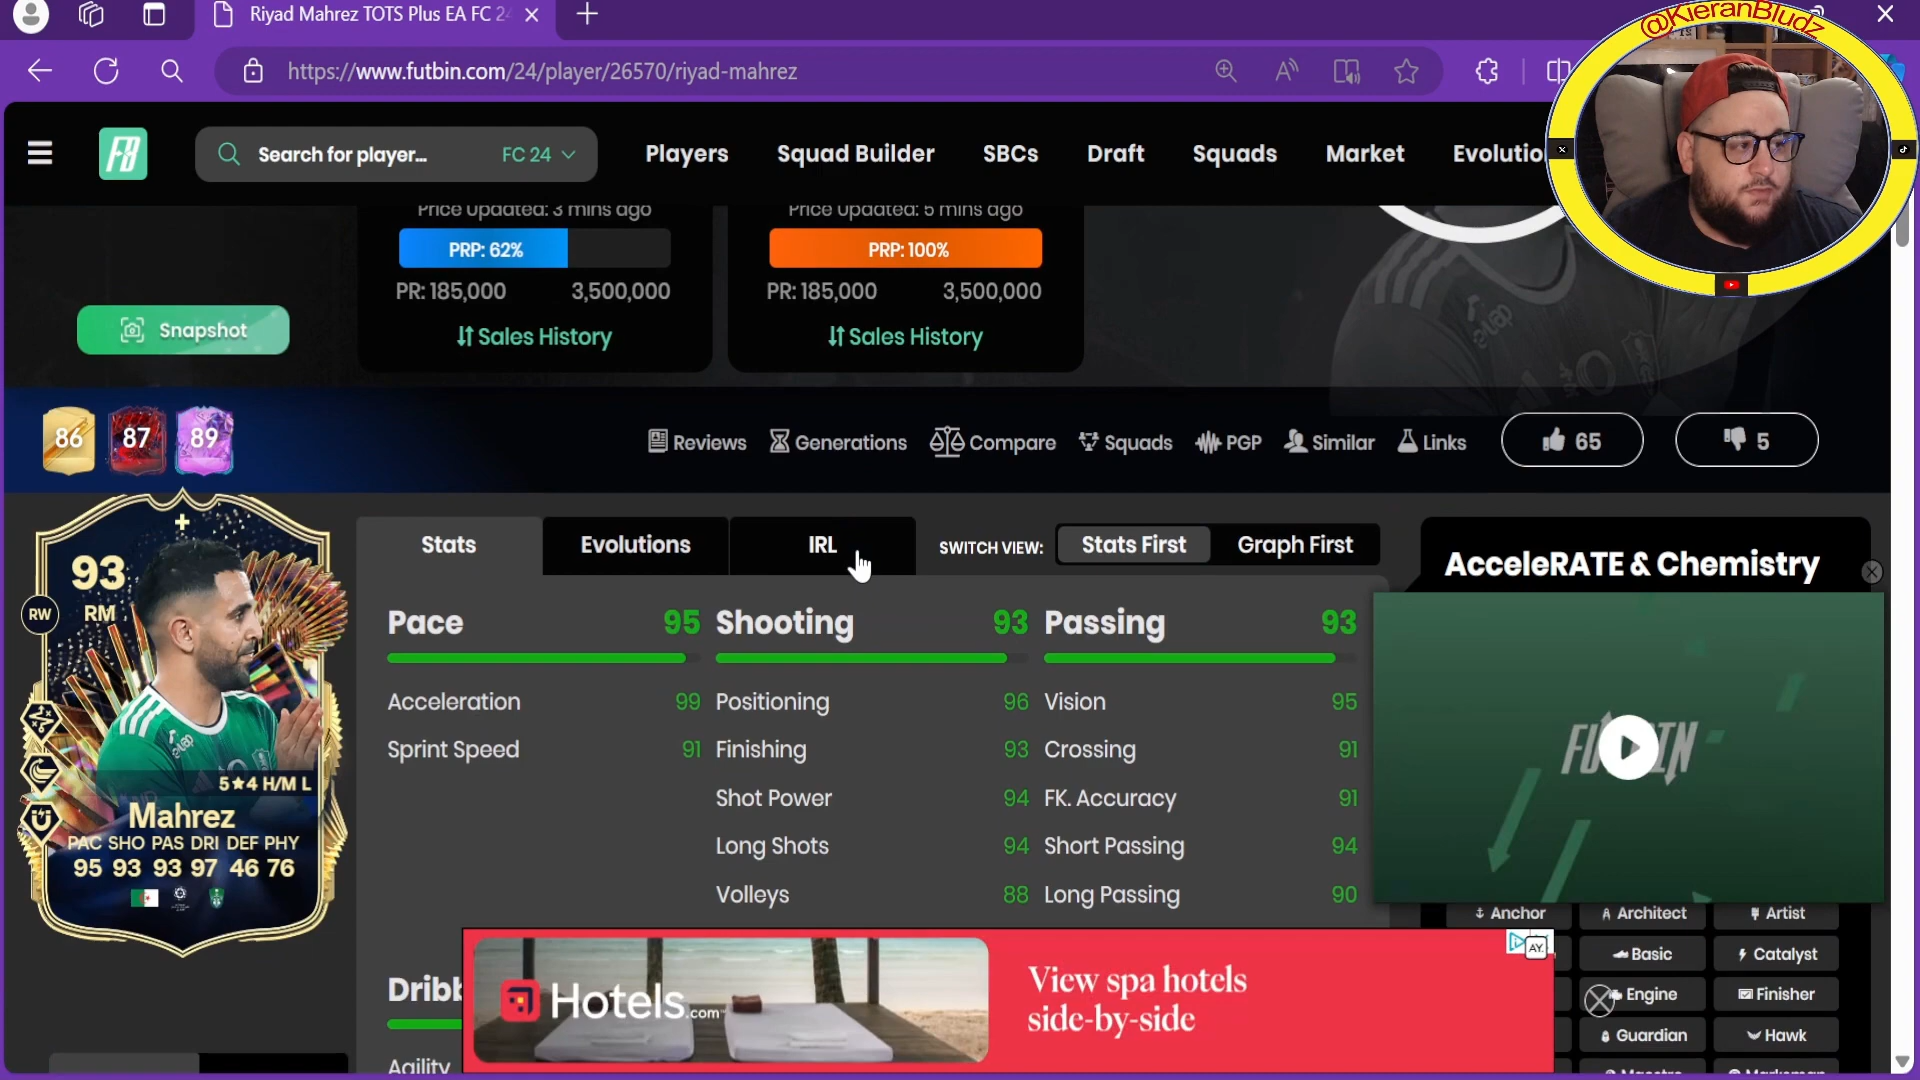 Riyad Mahrez TOTS Plus EA FC 24
@KieranBludz
https://www.futbin.com/24/player/26570/riyad-mahrez
Search for player...
FC 24
Players
Squad Builder
SBCs
Draft
Squads
Market
Evolutio
Price Updated: 3 mins ago
Price Updated: 5 mins ago
PRP: 62%
PRP: 100%
PR: 185,000
3,500,000
PR: 185,000
3,500,000
Snapshot
Sales History
Sales History
86
87
89
Reviews
Generations
Compare
Squads
PGP
Similar
Links
65
5
Stats
Evolutions
IRL
SWITCH VIEW:
Stats First
Graph First
AcceleRATE & Chemistry
93
RM
RW
5★4 H/M L
Mahrez
PAC SHO PAS DRI DEF PHY
95 93 93 97 46 76
Pace 95
Shooting 93
Passing 93
Acceleration 99
Positioning 96
Vision 95
Sprint Speed 91
Finishing 93
Crossing 91
Shot Power 94
FK. Accuracy 91
Long Shots 94
Short Passing 94
Volleys 88
Long Passing 90
FUTBIN
Anchor
Architect
Artist
Basic
Catalyst
Engine
Finisher
Guardian
Hawk
Maestro
Marksman
Dribb
Agility
Hotels.com
View spa hotels
side-by-side
AY.